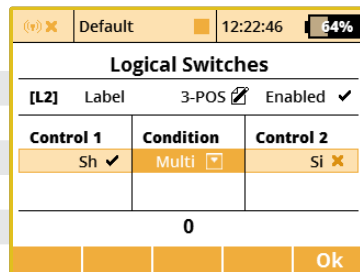 Default 12:22:46 64%
Logical Switches
[L2] Label 3-POS Enabled
Control 1 Condition Control 2
Sh Multi Si
0
Ok